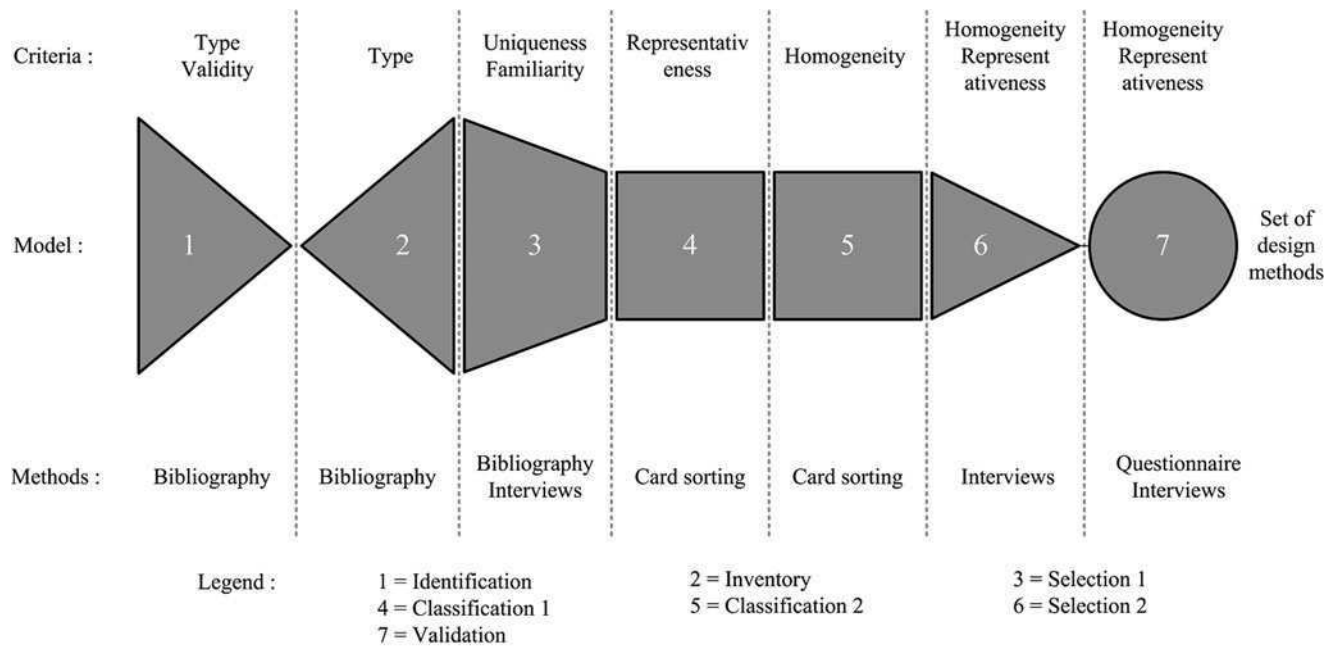 Criteria :
Type
Validity
Type
Uniqueness
Familiarity
Representativ
eness
Homogeneity
Homogeneity
Represent
ativeness
Homogeneity
Represent
ativeness
Model :
1
2
3
4
5
6
7
Set of
design
methods
Methods :
Bibliography
Bibliography
Bibliography
Interviews
Card sorting
Card sorting
Interviews
Questionnaire
Interviews
Legend :
1 = Identification
2 = Inventory
3 = Selection 1
4 = Classification 1
5 = Classification 2
6 = Selection 2
7 = Validation